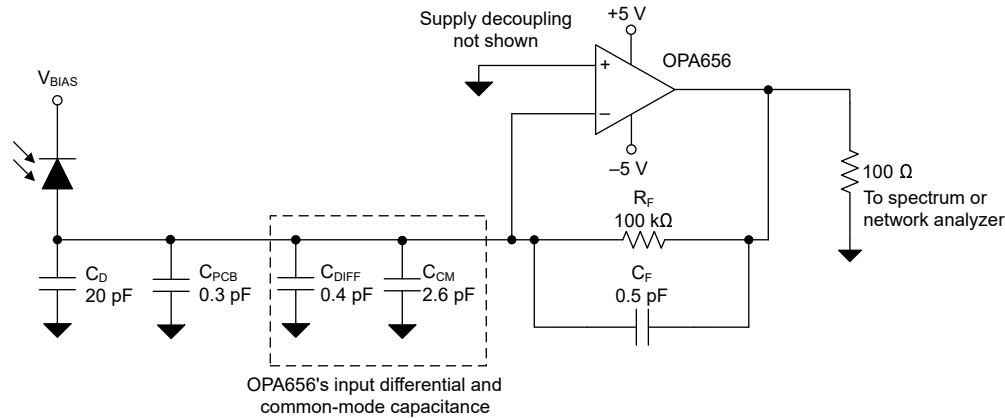 Supply decoupling
not shown
+5 V
OPA656
+
–
–5 V
V_BIAS
R_F
100 kΩ
C_F
0.5 pF
100 Ω
To spectrum or
network analyzer
C_D
20 pF
C_PCB
0.3 pF
C_DIFF
0.4 pF
C_CM
2.6 pF
OPA656's input differential and
common-mode capacitance